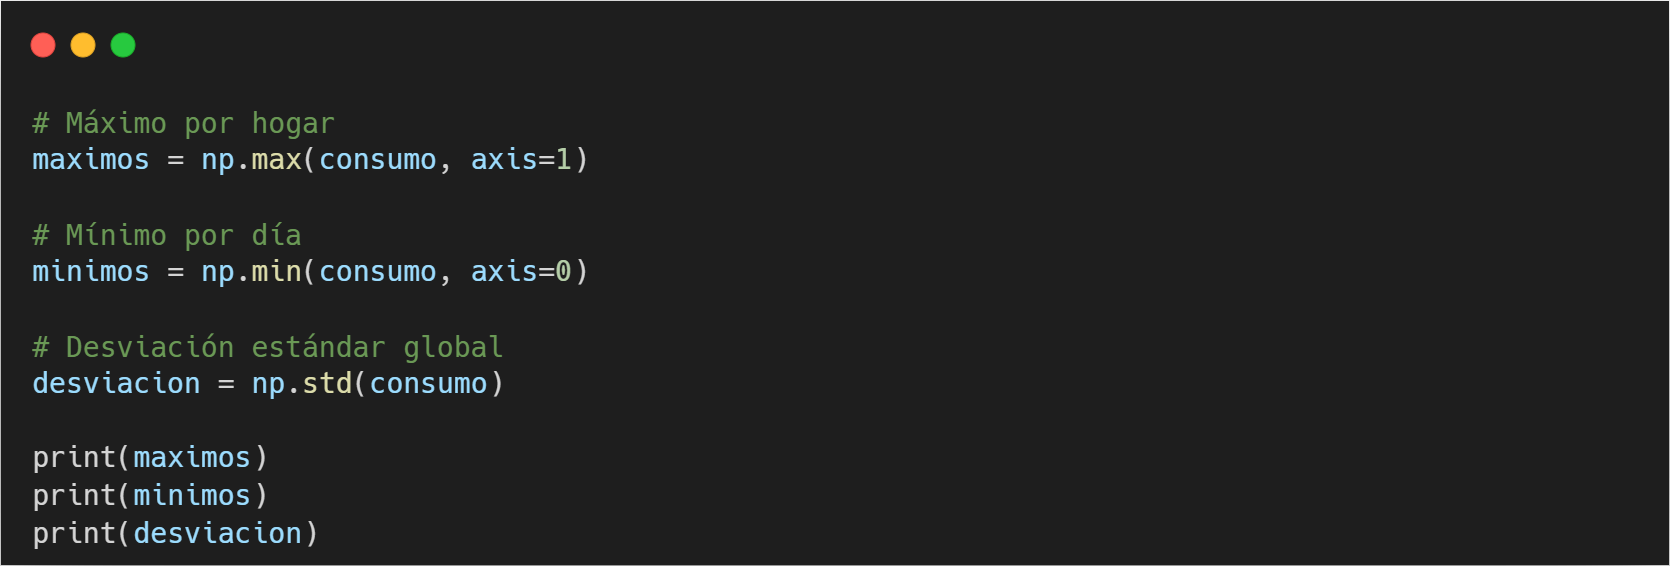 # Máximo por hogar
maximos = np.max(consumo, axis=1)
# Mínimo por día
minimos = np.min(consumo, axis=0)
# Desviación estándar global
desviacion = np.std(consumo)
print(maximos)
print(minimos)
print(desviacion)